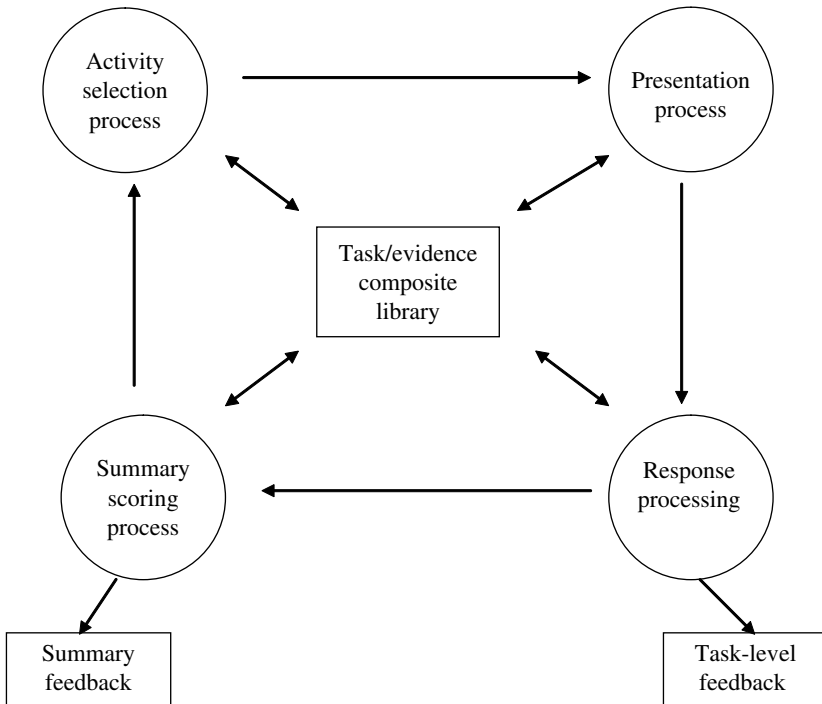 Activity
selection
process
Presentation
process
Task/evidence
composite
library
Summary
scoring
process
Response
processing
Summary
feedback
Task-level
feedback